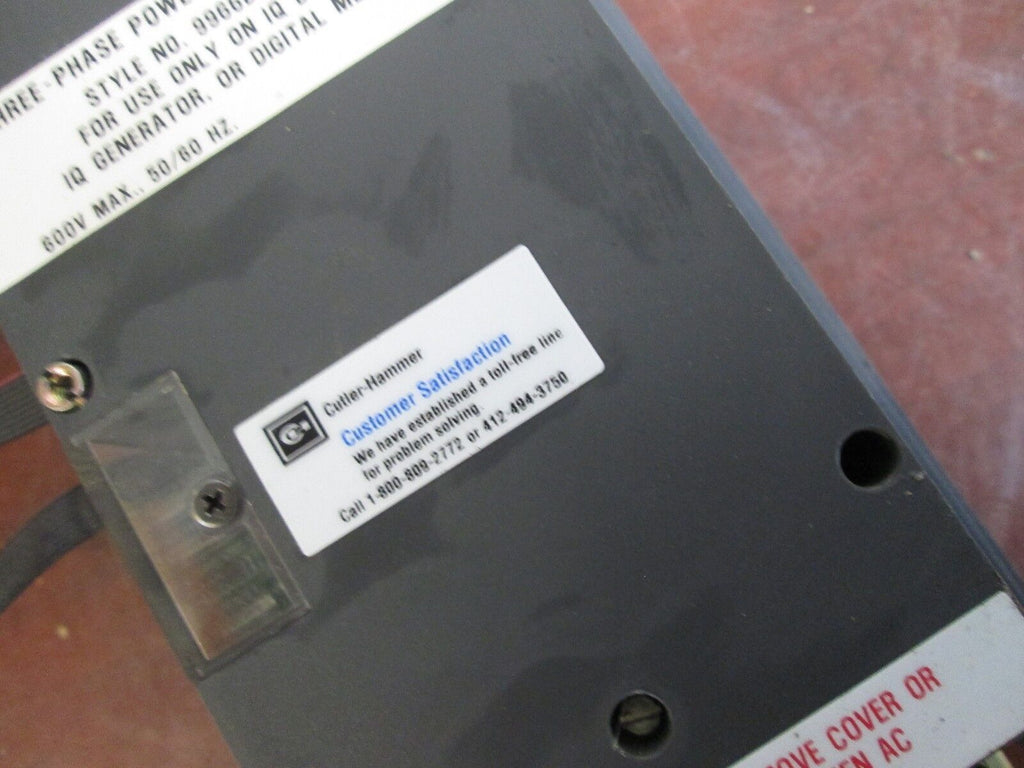 THREE-PHASE POWE
STYLE NO. 9966
FOR USE ONLY ON IQ
IQ GENERATOR, OR DIGITAL M
600V MAX., 50/60 HZ.
Cutler-Hammer
Customer Satisfaction
We have established a toll-free line
for problem solving.
Call 1-800-809-2772 or 412-494-3750
OVE COVER OR
EN AC